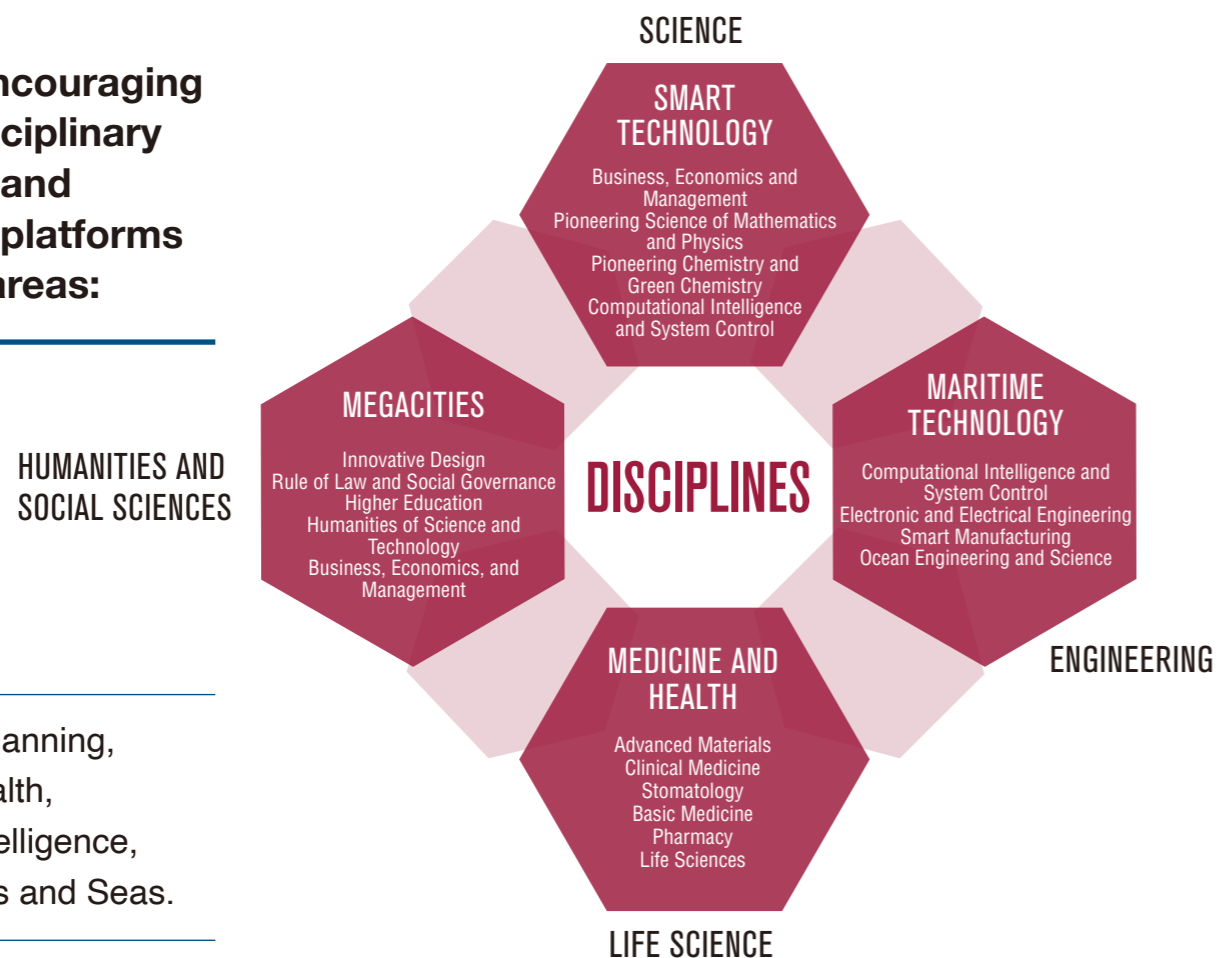 ncouraging
ciplinary
and
platforms
areas:
HUMANITIES AND
SOCIAL SCIENCES
anning,
alth,
elligence,
s and Seas.
SCIENCE
SMART
TECHNOLOGY
Business, Economics and
Management
Pioneering Science of Mathematics
and Physics
Pioneering Chemistry and
Green Chemistry
Computational Intelligence
and System Control
MEGACITIES
Innovative Design
Rule of Law and Social Governance
Higher Education
Humanities of Science and
Technology
Business, Economics, and
Management
DISCIPLINES
MARITIME
TECHNOLOGY
Computational Intelligence and
System Control
Electronic and Electrical Engineering
Smart Manufacturing
Ocean Engineering and Science
ENGINEERING
MEDICINE AND
HEALTH
Advanced Materials
Clinical Medicine
Stomatology
Basic Medicine
Pharmacy
Life Sciences
LIFE SCIENCE